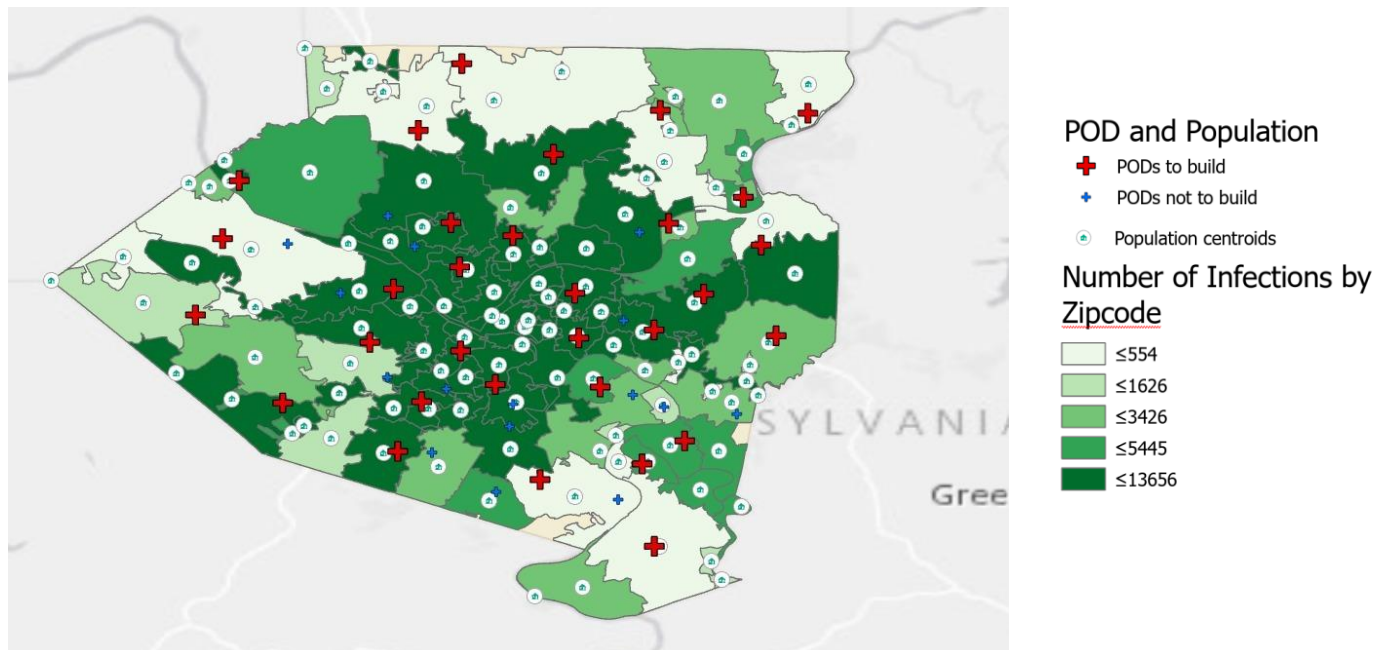 POD and Population
PODs to build
PODs not to build
Population centroids
Number of Infections by
Zipcode
≤554
≤1626
≤3426
≤5445
≤13656
SYLVANIA
Gree